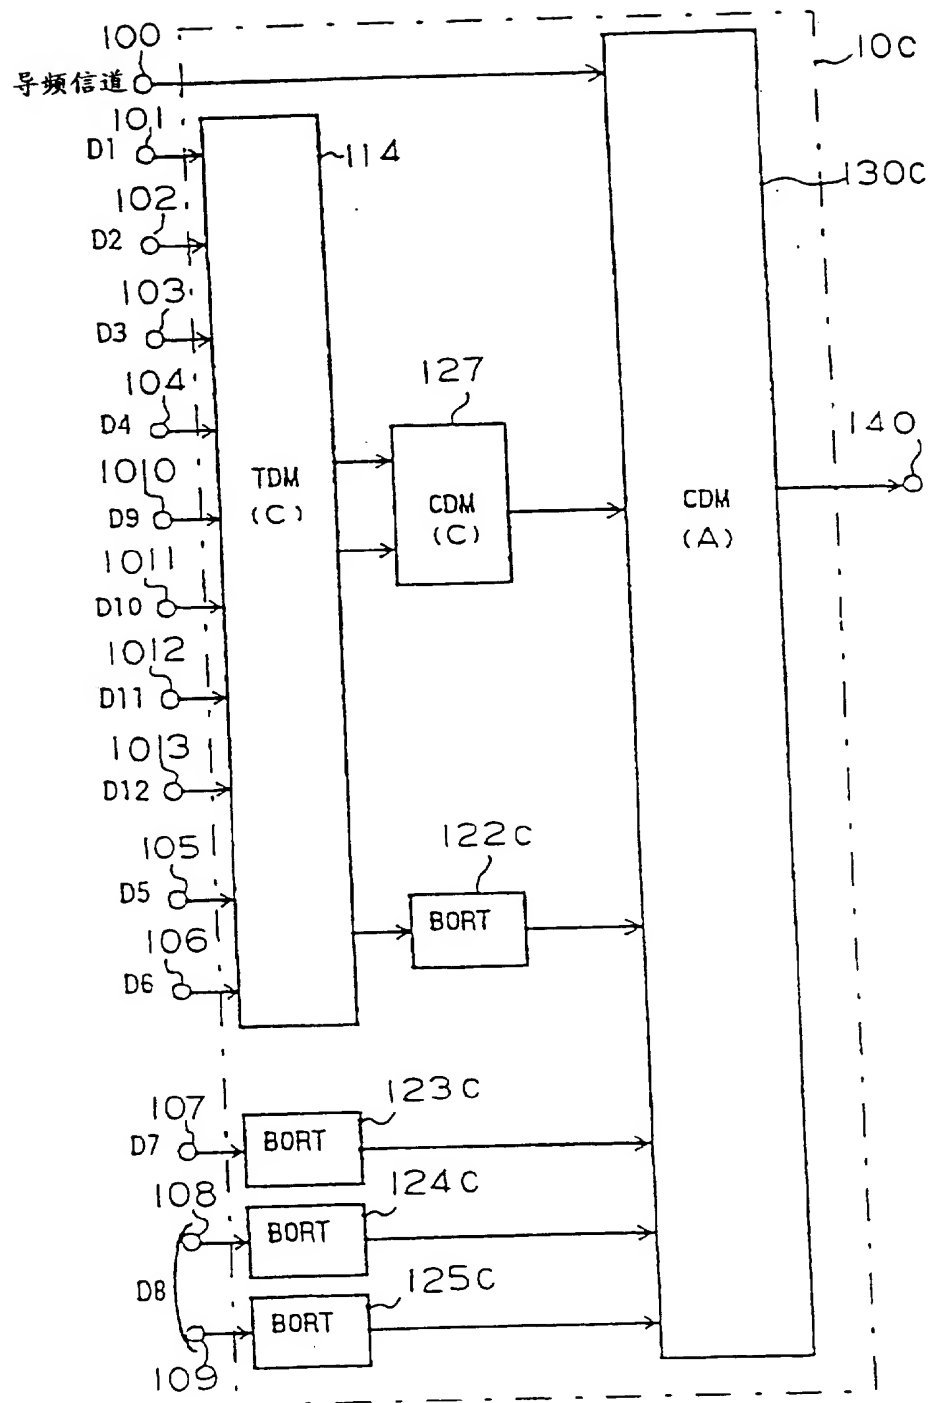 100
导频信道
10C
101
D1
114
130C
102
D2
103
D3
127
104
D4
140
1010
D9
TDM
(C)
CDM
(C)
CDM
(A)
1011
D10
1012
D11
1013
D12
105
D5
122C
BORT
106
D6
107
D7
123C
BORT
108
124C
BORT
D8
125C
BORT
109